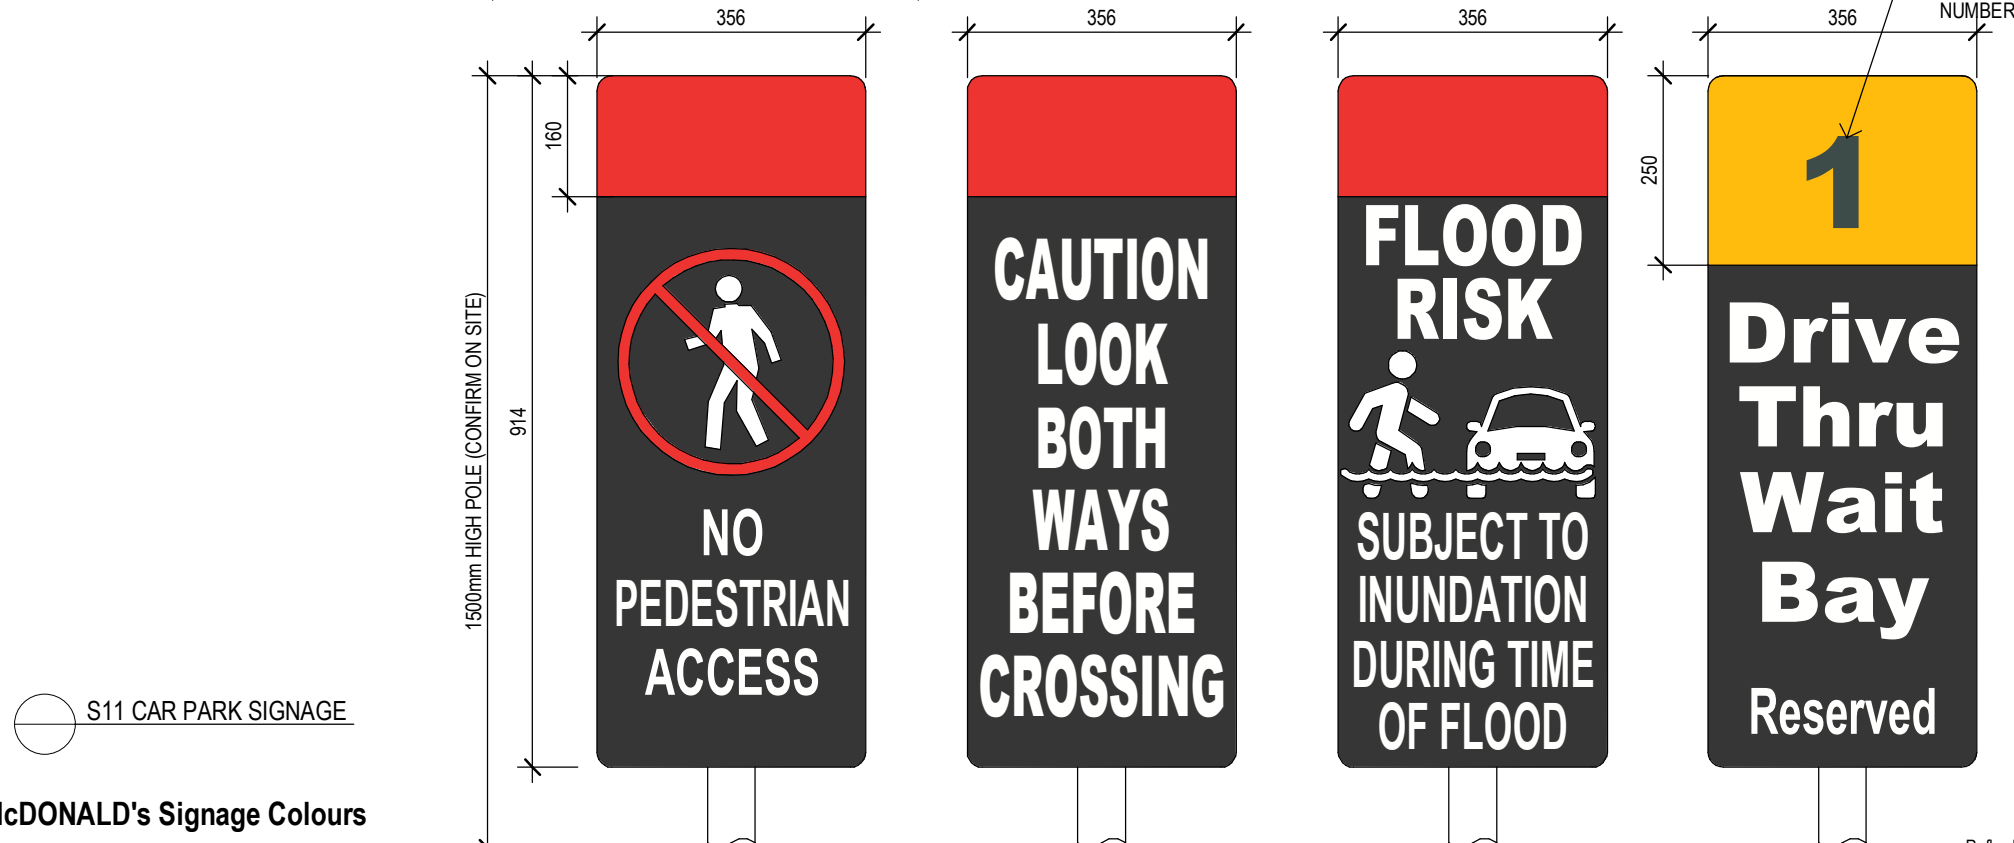 356
356
356
356
NUMBER
160
914
1500mm HIGH POLE (CONFIRM ON SITE)
250
NO
PEDESTRIAN
ACCESS
CAUTION
LOOK
BOTH
WAYS
BEFORE
CROSSING
FLOOD
RISK
SUBJECT TO
INUNDATION
DURING TIME
OF FLOOD
1
Drive
Thru
Wait
Bay
Reserved
S11 CAR PARK SIGNAGE
McDONALD's Signage Colours